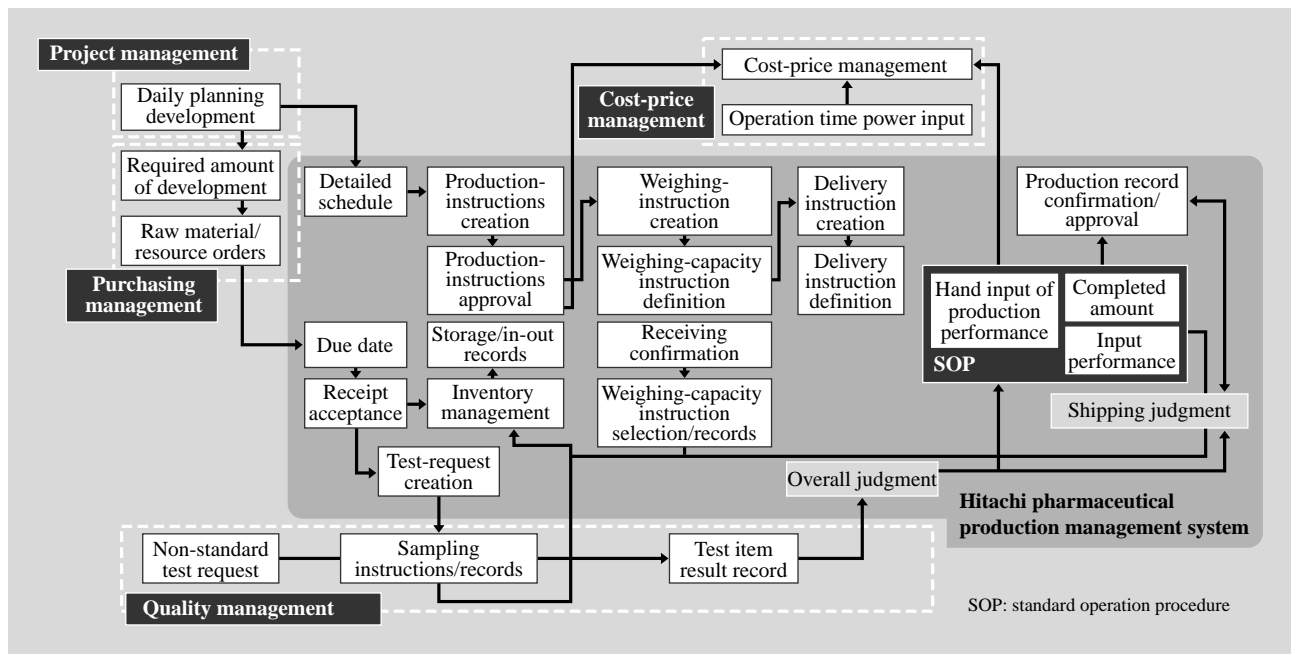 Project management
Daily planning
development
Required amount
of development
Raw material/
resource orders
Purchasing
management
Cost-price management
Cost-price
management
Operation time power input
Detailed
schedule
Production-
instructions
creation
Production-
instructions
approval
Weighing-
instruction
creation
Weighing-capacity
instruction
definition
Delivery
instruction
creation
Delivery
instruction
definition
Production record
confirmation/
approval
Hand input of
production
performance
Completed
amount
Input
performance
SOP
Due date
Storage/in-out
records
Receiving
confirmation
Receipt
acceptance
Inventory
management
Weighing-capacity
instruction
selection/records
Shipping judgment
Test-request
creation
Overall judgment
Hitachi pharmaceutical
production management system
Non-standard
test request
Sampling
instructions/records
Test item
result record
Quality management
SOP: standard operation procedure